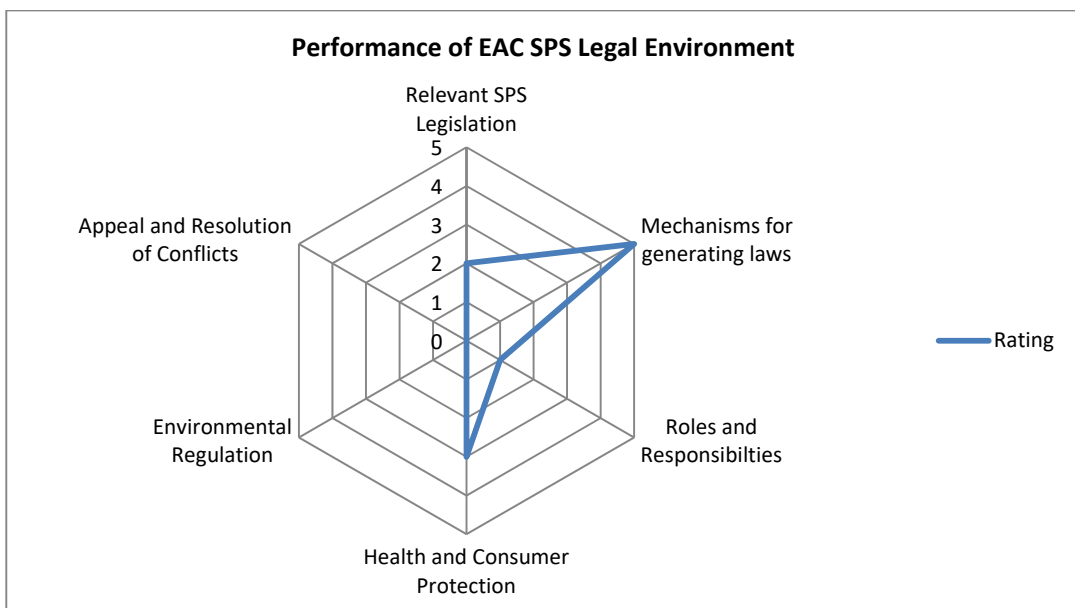 Performance of EAC SPS Legal Environment
Relevant SPS
Legislation
5
4
3
2
1
0
Mechanisms for
generating laws
Roles and
Responsibilties
Health and Consumer
Protection
Environmental
Regulation
Appeal and Resolution
of Conflicts
Rating